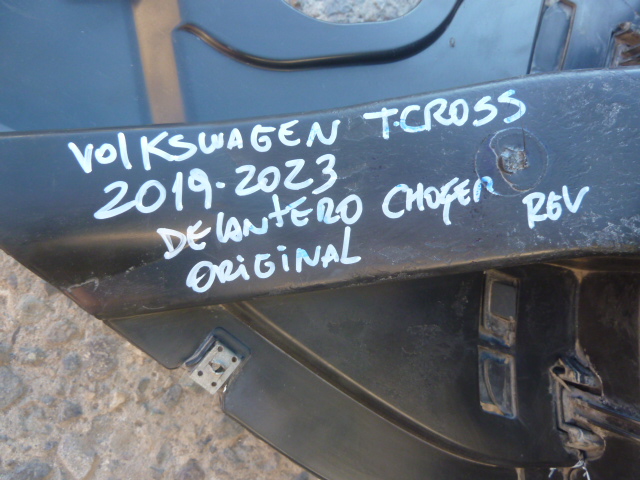 VOLKSWAGEN T-CROSS
2019-2023
DELANTERO CHOFER REV
ORIGINAL